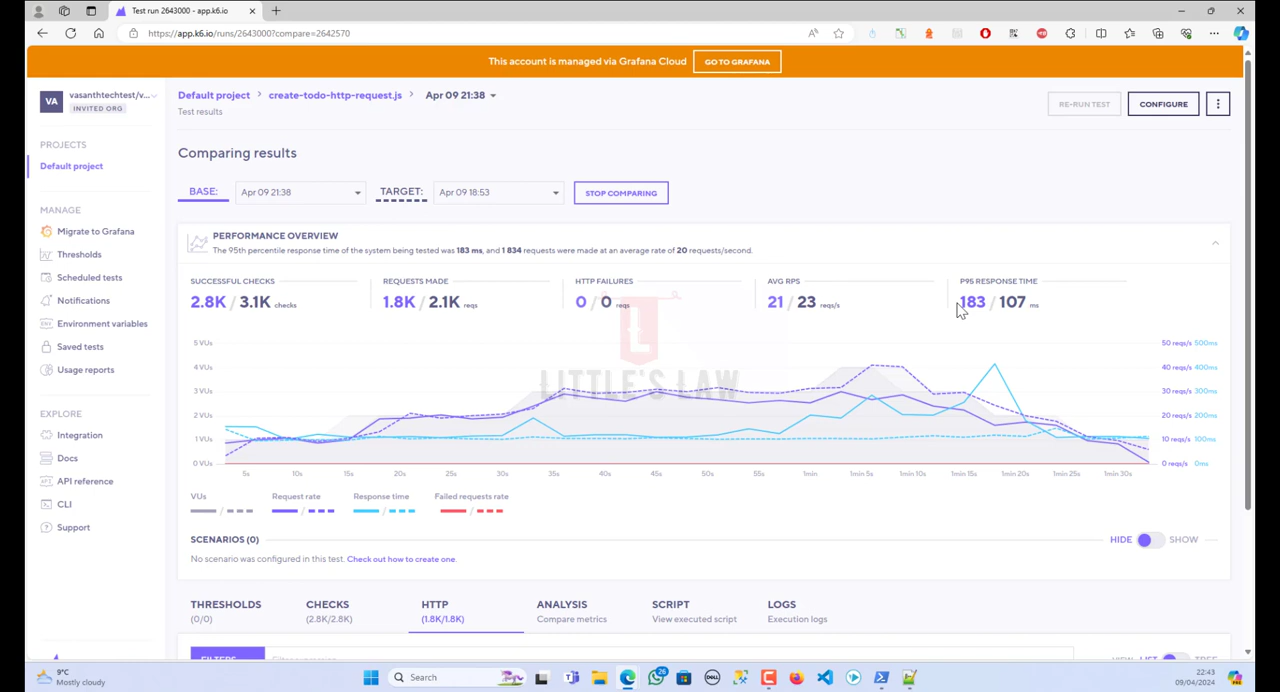 Test run 2643000 - app.k6.io
https://app.k6.io/runs/2643000?compare=2642570
This account is managed via Grafana Cloud
GO TO GRAFANA
VA
vasanthtechtest/v...
INVITED ORG
PROJECTS
Default project
MANAGE
Migrate to Grafana
Thresholds
Scheduled tests
Notifications
Environment variables
Saved tests
Usage reports
EXPLORE
Integration
Docs
API reference
CLI
Support
Default project > create-todo-http-request.js > Apr 09 21:38
Test results
RE-RUN TEST
CONFIGURE
Comparing results
BASE:
Apr 09 21:38
TARGET:
Apr 09 18:53
STOP COMPARING
PERFORMANCE OVERVIEW
The 95th percentile response time of the system being tested was 183 ms, and 1 834 requests were made at an average rate of 20 requests/second.
SUCCESSFUL CHECKS
2.8K / 3.1K checks
REQUESTS MADE
1.8K / 2.1K reqs
HTTP FAILURES
0 / 0 reqs
AVG RPS
21 / 23 reqs/s
P95 RESPONSE TIME
183 / 107 ms
5 VUs
4 VUs
3 VUs
2 VUs
1 VUs
0 VUs
50 reqs/s 500ms
40 reqs/s 400ms
30 reqs/s 300ms
20 reqs/s 200ms
10 reqs/s 100ms
0 reqs/s 0ms
L
LITTLE'S LAW
5s 10s 15s 20s 25s 30s 35s 40s 45s 50s 55s 1min 1min 5s 1min 10s 1min 15s 1min 20s 1min 25s 1min 30s
VUs
Request rate
Response time
Failed requests rate
SCENARIOS (0)
HIDE
SHOW
No scenario was configured in this test. Check out how to create one.
THRESHOLDS
(0/0)
CHECKS
(2.8K/2.8K)
HTTP
(1.8K/1.8K)
ANALYSIS
Compare metrics
SCRIPT
View executed script
LOGS
Execution logs
9°C
Mostly cloudy
Search
26
22:43
09/04/2024